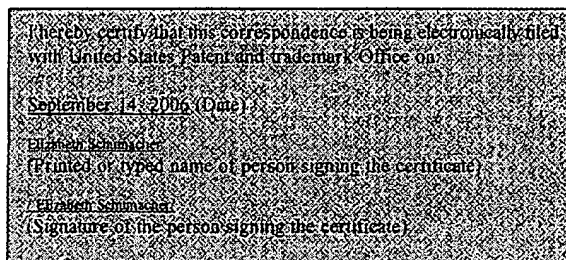 I hereby certify that this correspondence is being electronically filed
with United States Patent and trademark Office on:
September 14, 2006 (Date)
Elizabeth Schumacher
(Printed or typed name of person signing the certificate)
/Elizabeth Schumacher/
(Signature of the person signing the certificate)